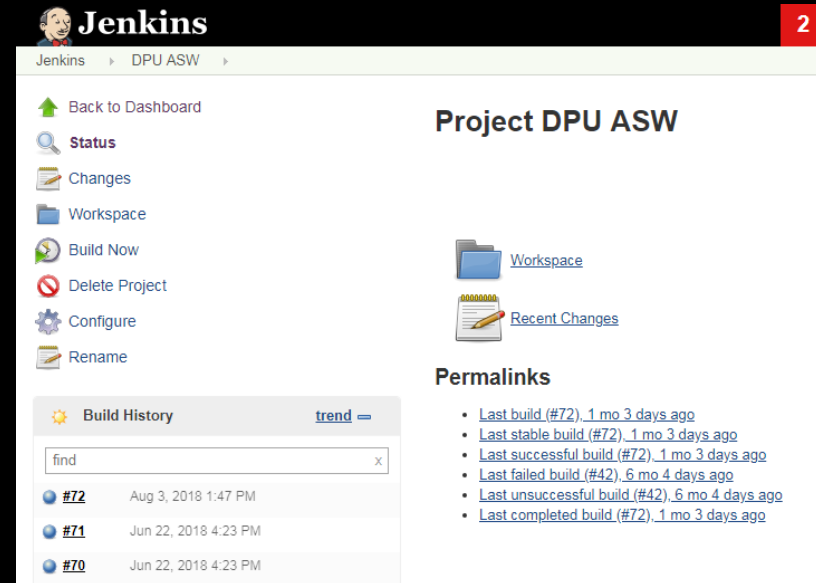 Jenkins
2
Jenkins DPU ASW
Back to Dashboard
Status
Changes
Workspace
Build Now
Delete Project
Configure
Rename
Build History trend
find x
#72 Aug 3, 2018 1:47 PM
#71 Jun 22, 2018 4:23 PM
#70 Jun 22, 2018 4:23 PM
Project DPU ASW
Workspace
Recent Changes
Permalinks
Last build (#72), 1 mo 3 days ago
Last stable build (#72), 1 mo 3 days ago
Last successful build (#72), 1 mo 3 days ago
Last failed build (#42), 6 mo 4 days ago
Last unsuccessful build (#42), 6 mo 4 days ago
Last completed build (#72), 1 mo 3 days ago